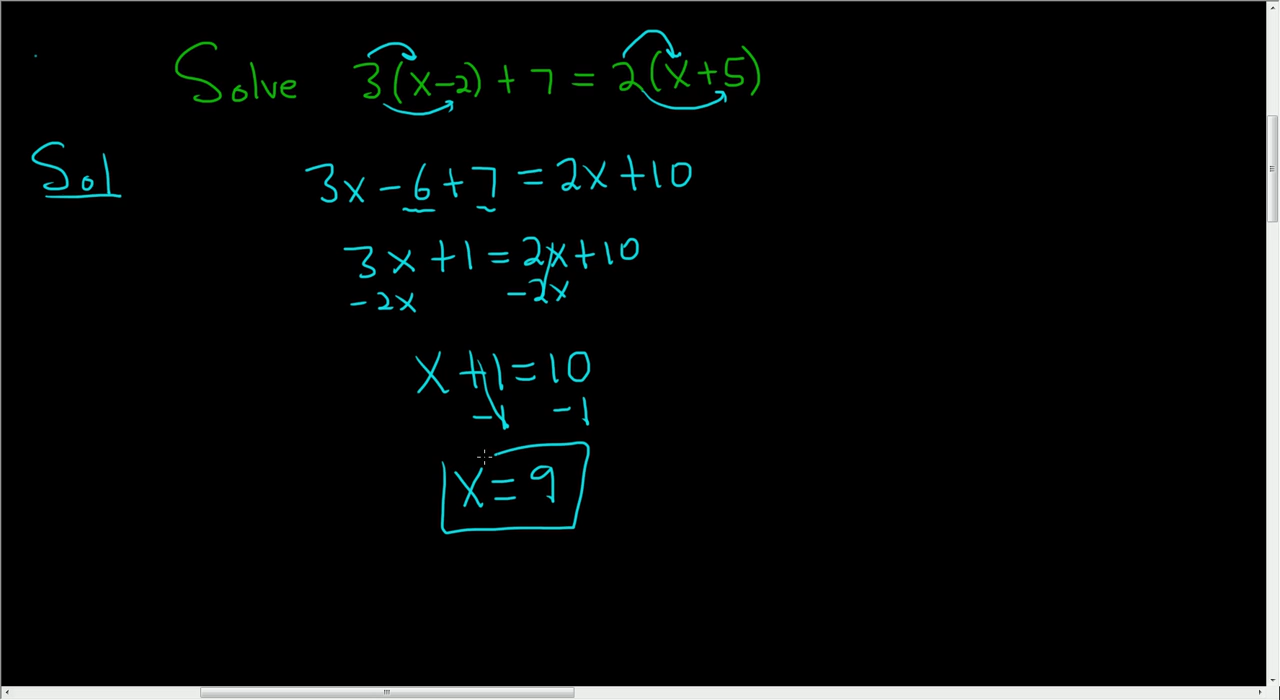 Solve 3(x-2) + 7 = 2(x+5)
Sol
3x - 6 + 7 = 2x + 10
3x + 1 = 2x + 10
-2x -2x
x + 1 = 10
-1 -1
x = 9